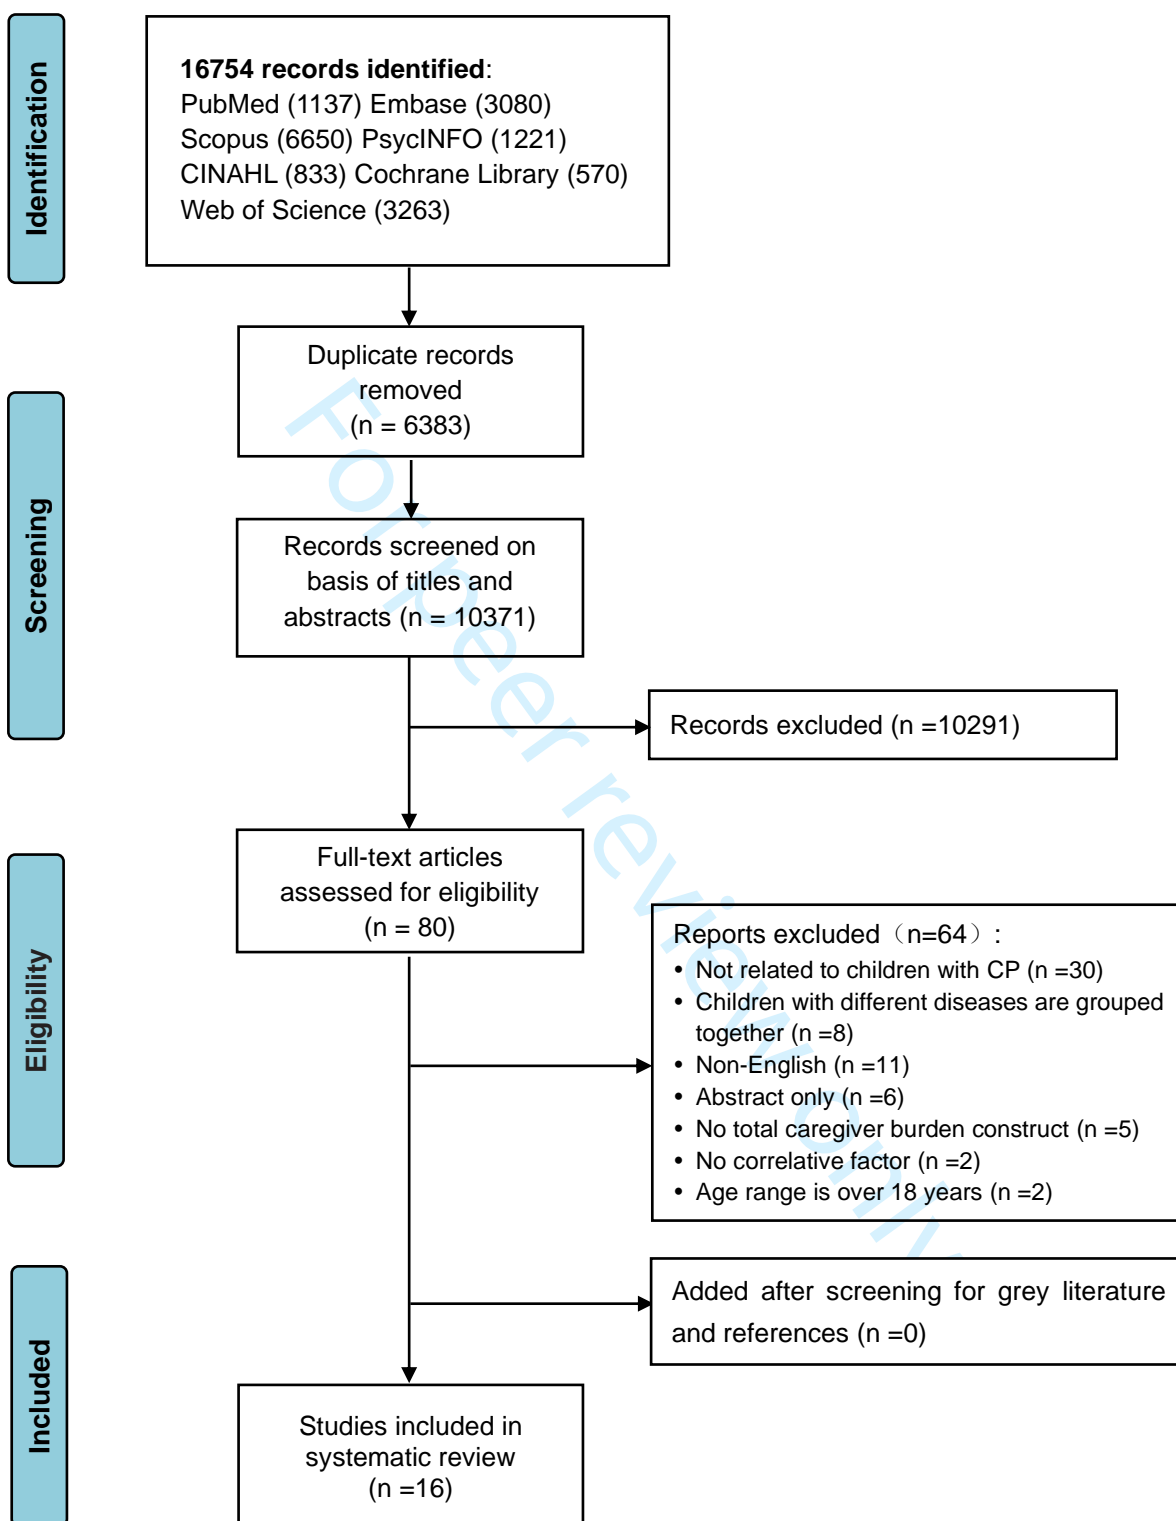 Identification
16754 records identified:
PubMed (1137) Embase (3080)
Scopus (6650) PsycINFO (1221)
CINAHL (833) Cochrane Library (570)
Web of Science (3263)
Duplicate records
removed
(n = 6383)
Screening
Records screened on
basis of titles and
abstracts (n = 10371)
Records excluded (n =10291)
Full-text articles
assessed for eligibility
(n = 80)
Eligibility
Reports excluded（n=64）:
• Not related to children with CP (n =30)
• Children with different diseases are grouped
together (n =8)
• Non-English (n =11)
• Abstract only (n =6)
• No total caregiver burden construct (n =5)
• No correlative factor (n =2)
• Age range is over 18 years (n =2)
Added after screening for grey literature
and references (n =0)
Included
Studies included in
systematic review
(n =16)
For peer review only